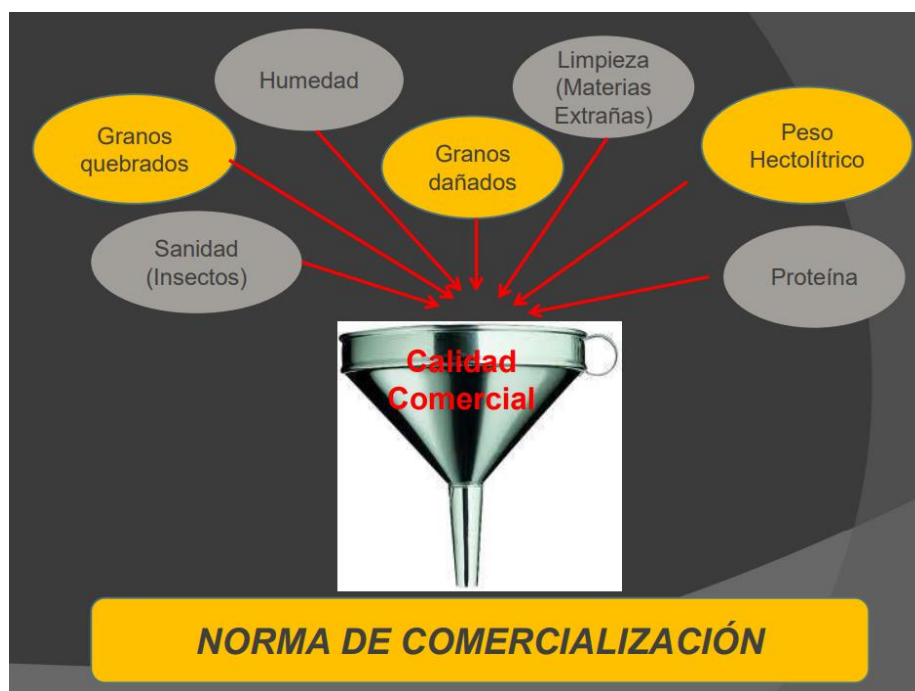 Humedad
Limpieza
(Materias
Extrañas)
Granos
quebrados
Granos
dañados
Peso
Hectolítrico
Sanidad
(Insectos)
Proteína
Calidad
Comercial
NORMA DE COMERCIALIZACIÓN